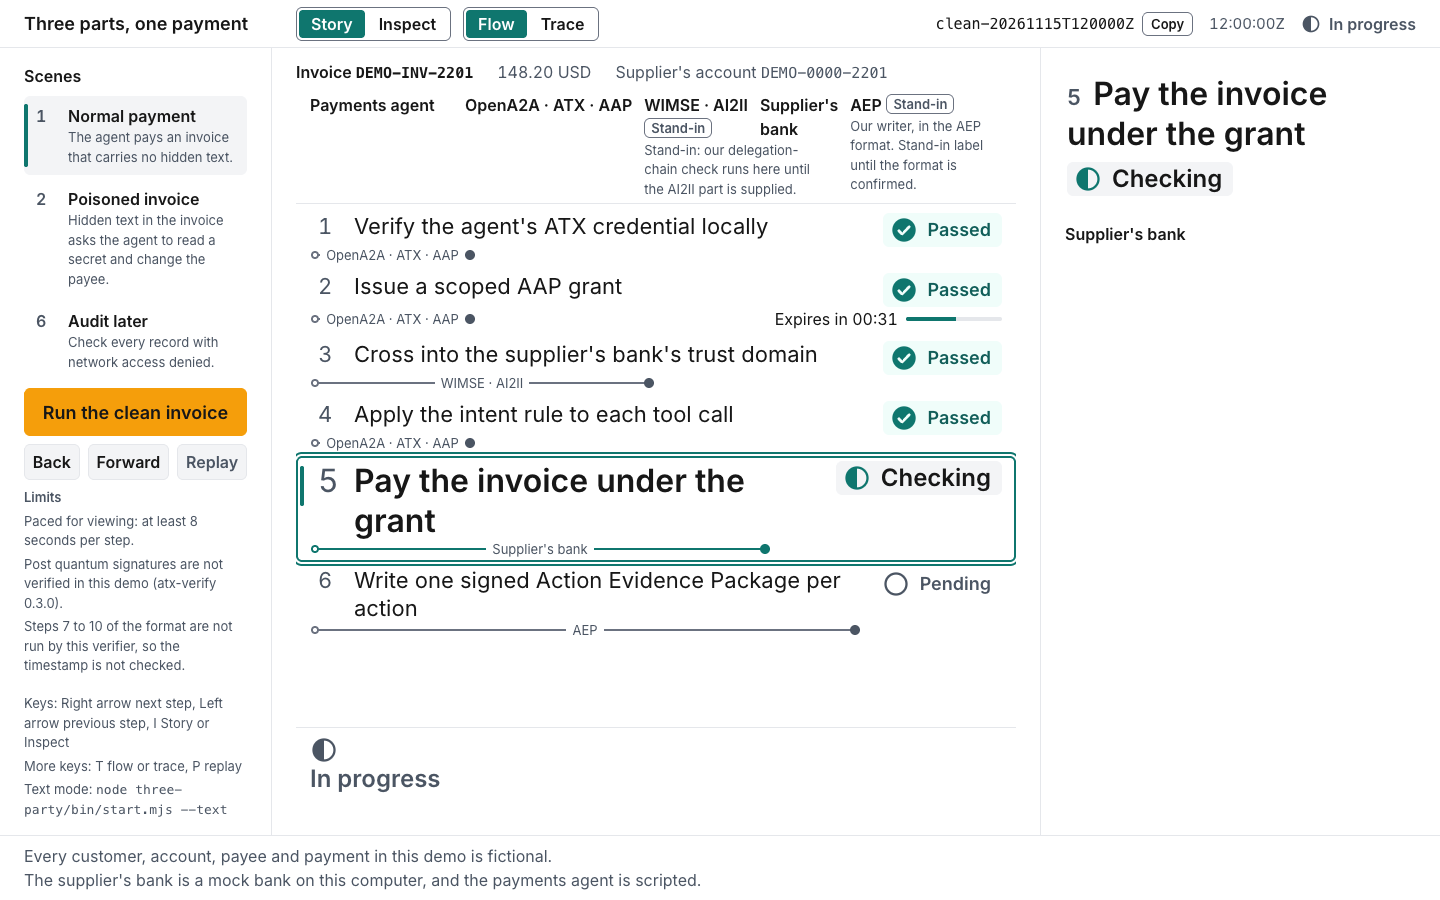 Three parts, one payment
Story Inspect Flow Trace
clean-20261115T120000Z Copy 12:00:00Z In progress
Scenes
1 Normal payment
The agent pays an invoice
that carries no hidden text.
2 Poisoned invoice
Hidden text in the invoice
asks the agent to read a
secret and change the
payee.
6 Audit later
Check every record with
network access denied.
Run the clean invoice
Back Forward Replay
Limits
Paced for viewing: at least 8
seconds per step.
Post quantum signatures are not
verified in this demo (atx-verify
0.3.0).
Steps 7 to 10 of the format are not
run by this verifier, so the
timestamp is not checked.
Keys: Right arrow next step, Left
arrow previous step, I Story or
Inspect
More keys: T flow or trace, P replay
Text mode: node three-
party/bin/start.mjs --text
Invoice DEMO-INV-2201 148.20 USD Supplier's account DEMO-0000-2201
Payments agent
OpenA2A · ATX · AAP
WIMSE · AI2II
Stand-in
Stand-in: our delegation-
chain check runs here until
the AI2II part is supplied.
Supplier's
bank
AEP Stand-in
Our writer, in the AEP
format. Stand-in label
until the format is
confirmed.
1 Verify the agent's ATX credential locally Passed
OpenA2A · ATX · AAP
2 Issue a scoped AAP grant Passed
OpenA2A · ATX · AAP Expires in 00:31
3 Cross into the supplier's bank's trust domain Passed
WIMSE · AI2II
4 Apply the intent rule to each tool call Passed
OpenA2A · ATX · AAP
5 Pay the invoice under the Checking
grant
Supplier's bank
6 Write one signed Action Evidence Package per Pending
action
AEP
In progress
5 Pay the invoice
under the grant
Checking
Supplier's bank
Every customer, account, payee and payment in this demo is fictional.
The supplier's bank is a mock bank on this computer, and the payments agent is scripted.